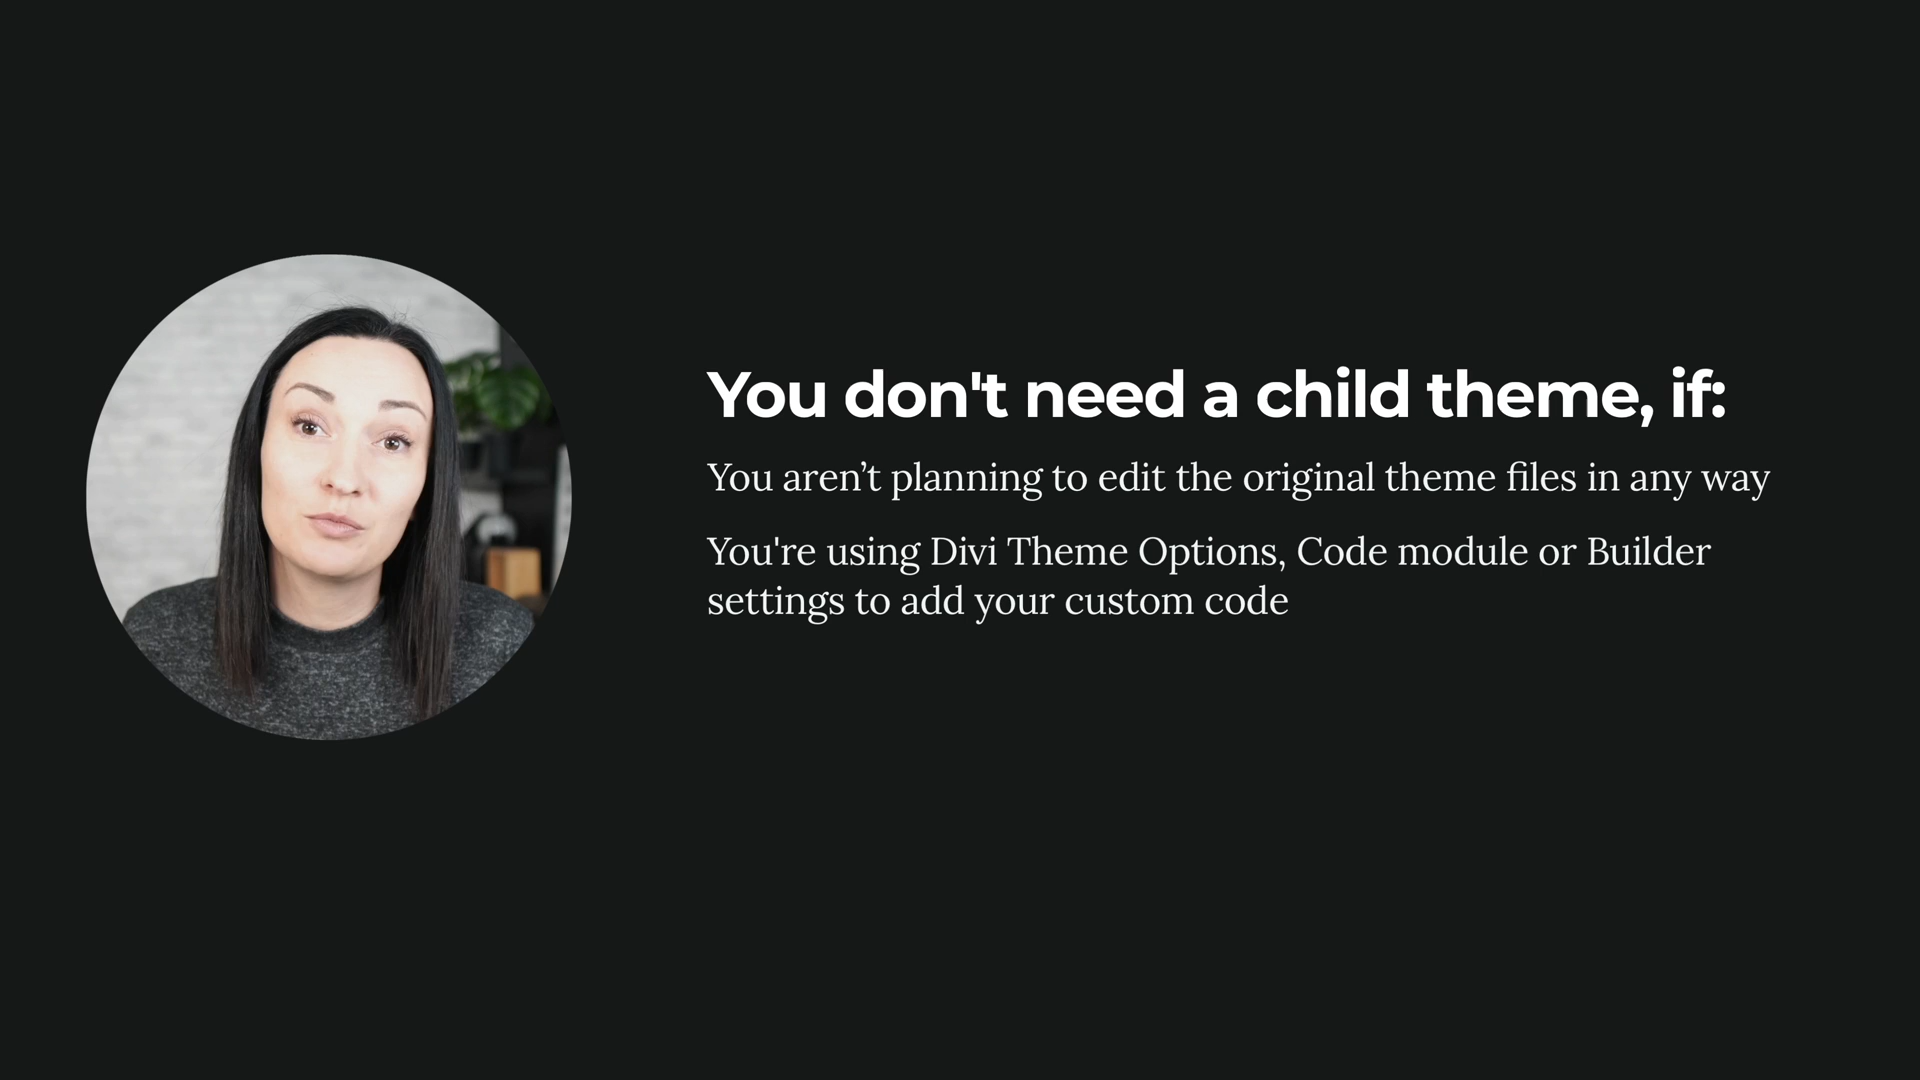 You don't need a child theme, if:
You aren’t planning to edit the original theme files in any way
You're using Divi Theme Options, Code module or Builder
settings to add your custom code